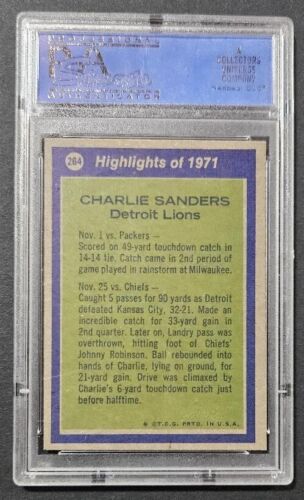 PSA
A
COLLECTORS
UNIVERSE
COMPANY
264
Highlights of 1971
CHARLIE SANDERS
Detroit Lions
Nov. 1 vs. Packers —
Scored on 49-yard touchdown catch in
14-14 tie. Catch came in 2nd period of
game played in rainstorm at Milwaukee.
Nov. 25 vs. Chiefs —
Caught 5 passes for 90 yards as Detroit
defeated Kansas City, 32-21. Made an
incredible catch for 33-yard gain in
2nd quarter. Later on, Landry pass was
overthrown, hitting foot of Chiefs'
Johnny Robinson. Ball rebounded into
hands of Charlie, lying on ground, for
21-yard gain. Drive was climaxed by
Charlie's 6-yard touchdown catch just
before halftime.
© T.C.G. PRTD. IN U.S.A.